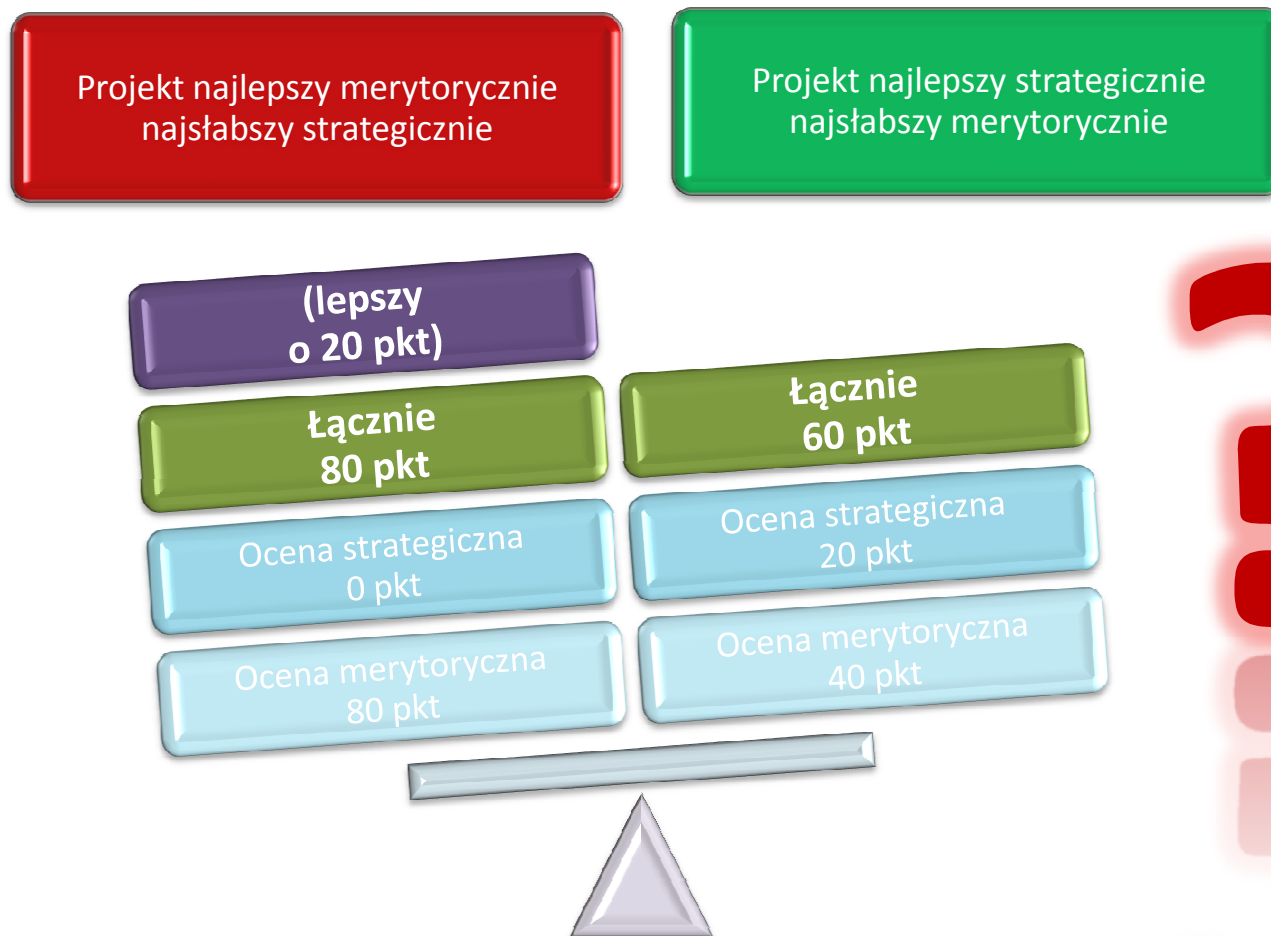 Projekt najlepszy merytorycznie
najsłabszy strategicznie
Projekt najlepszy strategicznie
najsłabszy merytorycznie
(lepszy
o 20 pkt)
Łącznie
80 pkt
Łącznie
60 pkt
Ocena strategiczna
0 pkt
Ocena strategiczna
20 pkt
Ocena merytoryczna
80 pkt
Ocena merytoryczna
40 pkt